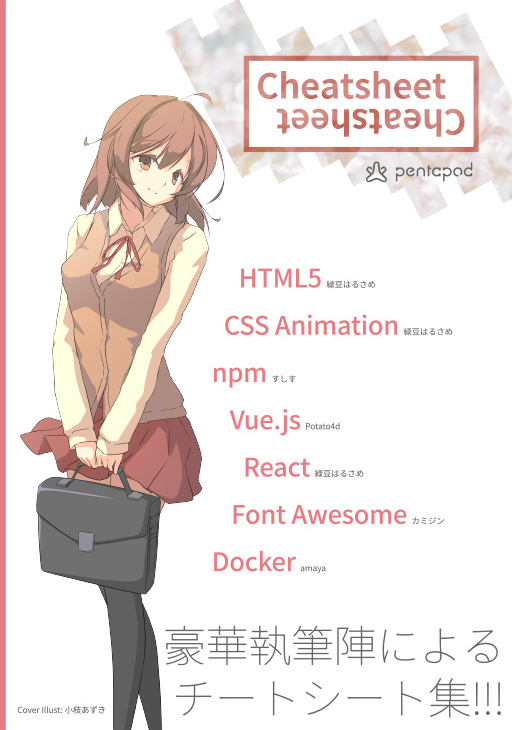 Cheatsheet
Cheatsheet
pentapod
HTML5 緑豆はるさめ
CSS Animation 緑豆はるさめ
npm すしす
Vue.js Potato4d
React 緑豆はるさめ
Font Awesome カミジン
Docker amaya
豪華執筆陣による
チートシート集!!!
Cover Illust: 小枝あずき